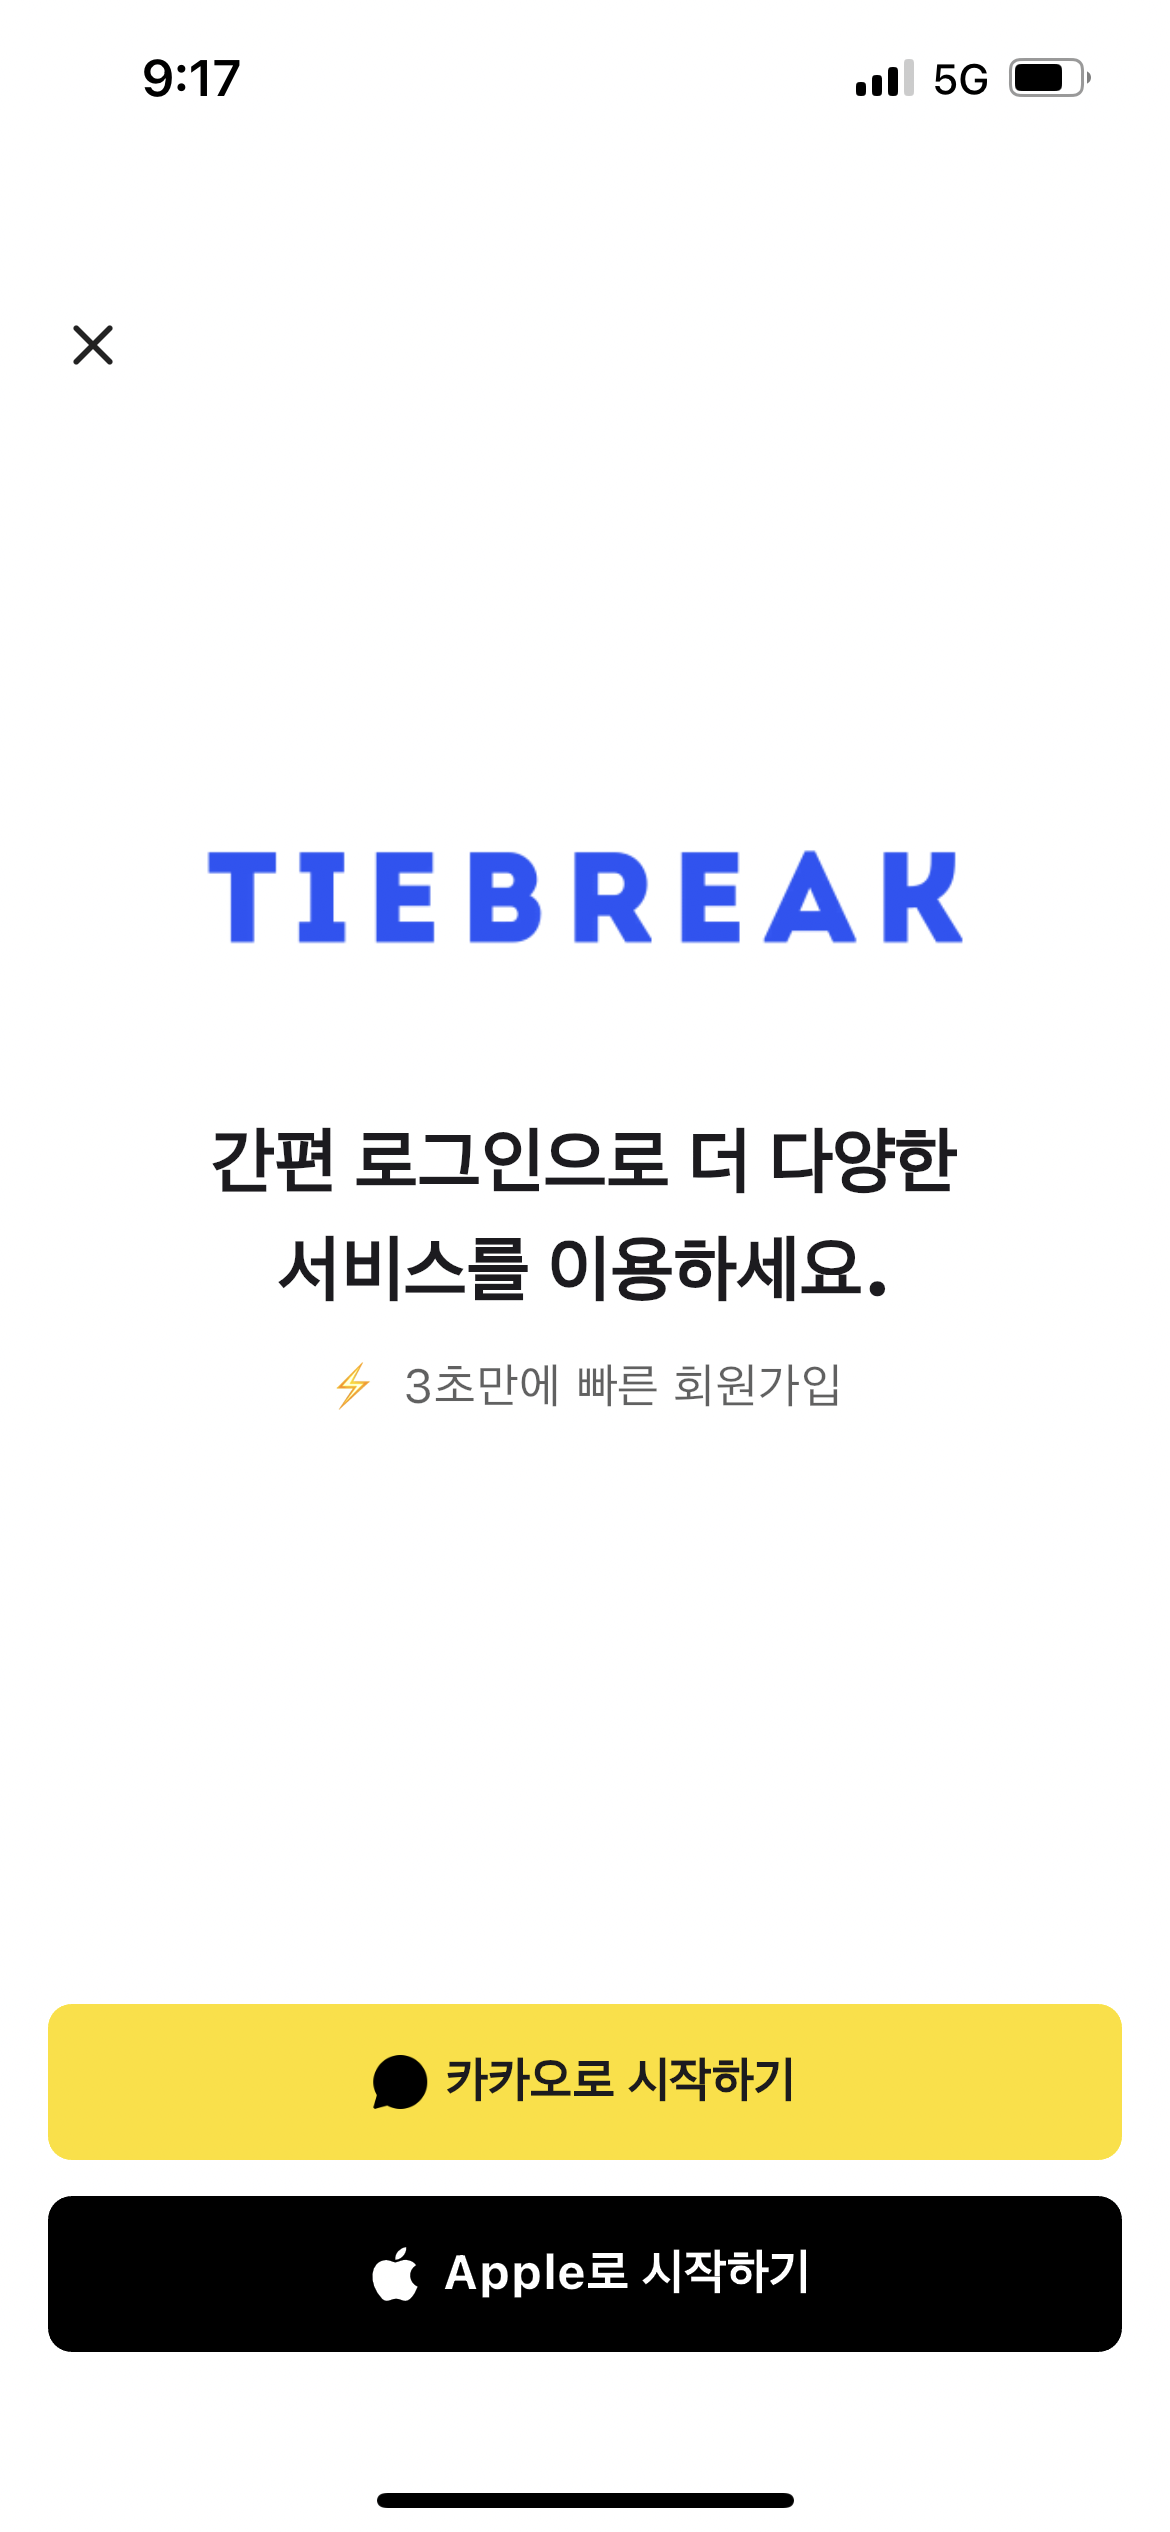 9:17
5G
TIEBREAK
간편 로그인으로 더 다양한
서비스를 이용하세요.
⚡ 3초만에 빠른 회원가입
카카오로 시작하기
Apple로 시작하기